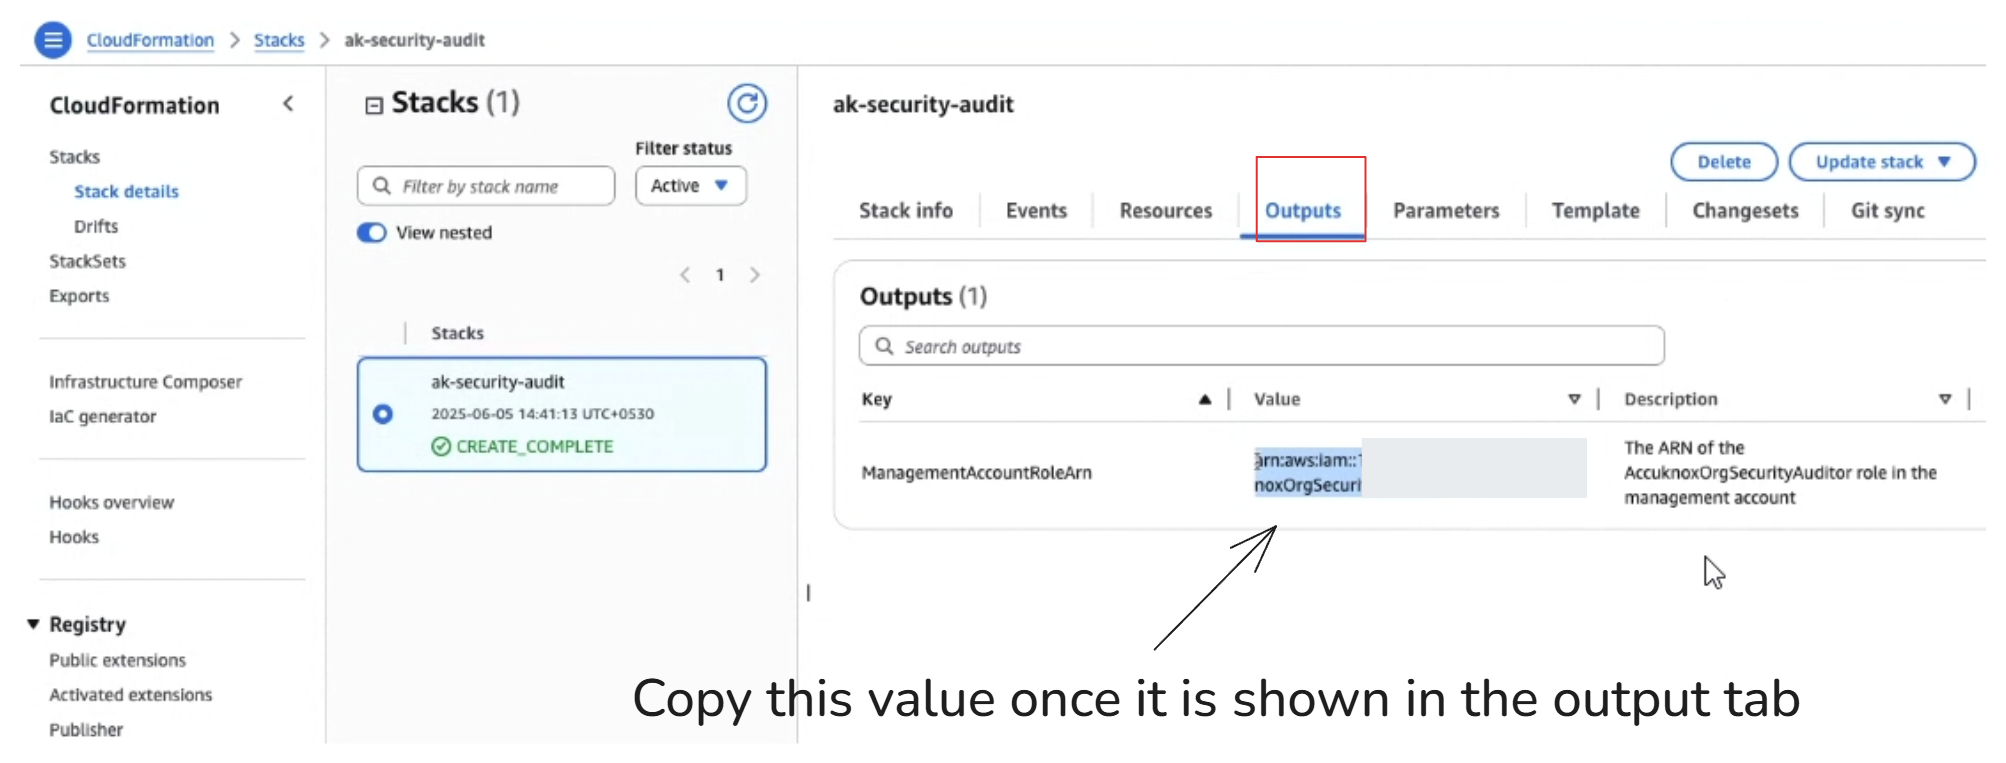 CloudFormation > Stacks > ak-security-audit
CloudFormation
Stacks
Stack details
Drifts
StackSets
Exports
Infrastructure Composer
IaC generator
Hooks overview
Hooks
Registry
Public extensions
Activated extensions
Publisher
Stacks (1)
Filter status
Filter by stack name
Active
View nested
1
Stacks
ak-security-audit
2025-06-05 14:41:13 UTC+0530
CREATE_COMPLETE
ak-security-audit
Delete
Update stack
Stack info Events Resources Outputs Parameters Template Changesets Git sync
Outputs (1)
Search outputs
Key Value Description
ManagementAccountRoleArn
arn:aws:iam::
noxOrgSecuri
The ARN of the
AccuknoxOrgSecurityAuditor role in the
management account
Copy this value once it is shown in the output tab